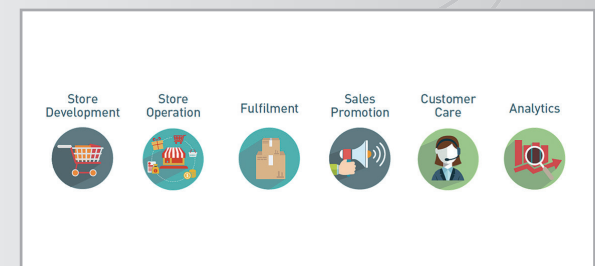 Store
Development
Store
Operation
Fulfilment
Sales
Promotion
Customer
Care
Analytics